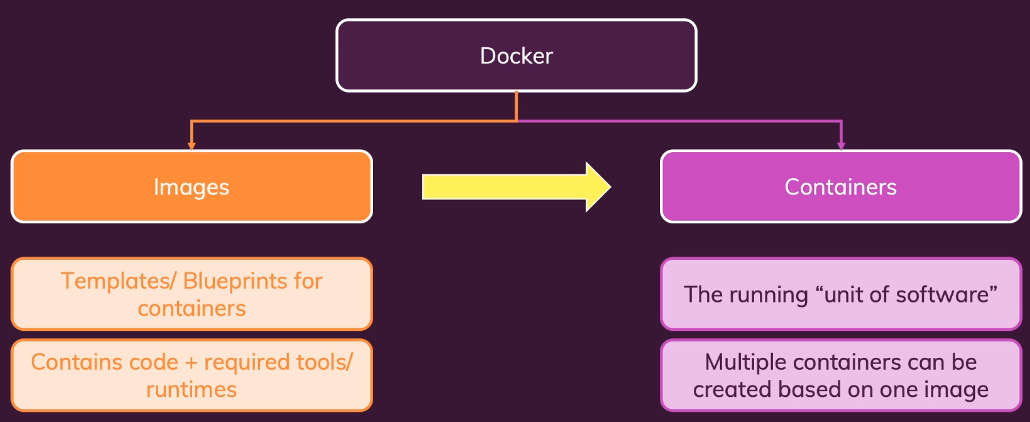 Docker
Images
Containers
Templates/ Blueprints for
containers
The running “unit of software”
Contains code + required tools/
runtimes
Multiple containers can be
created based on one image